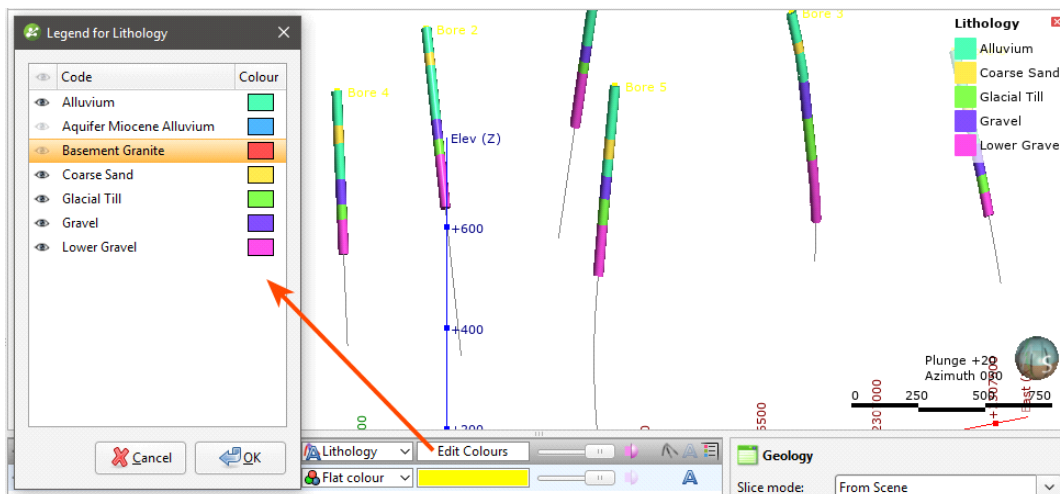 Legend for Lithology
Code Colour
Alluvium
Aquifer Miocene Alluvium
Basement Granite
Coarse Sand
Glacial Till
Gravel
Lower Gravel
Cancel OK
Bore 2
Bore 3
Bore 4
Bore 5
Elev (Z)
+600
+400
+200
Lithology
Alluvium
Coarse Sand
Glacial Till
Gravel
Lower Gravel
Plunge +20
Azimuth 030
0 250 500 750
Lithology Edit Colours
Flat colour
Geology
Slice mode: From Scene